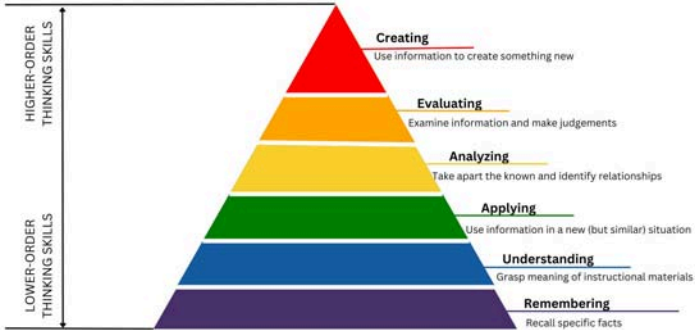 HIGHER-ORDER
THINKING SKILLS
Creating
Use information to create something new
Evaluating
Examine information and make judgements
Analyzing
Take apart the known and identify relationships
Applying
Use information in a new (but similar) situation
LOWER-ORDER
THINKING SKILLS
Understanding
Grasp meaning of instructional materials
Remembering
Recall specific facts